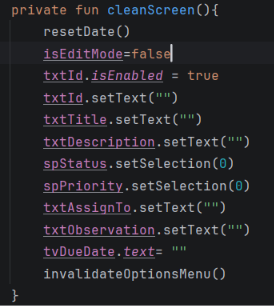 private fun cleanScreen(){
resetDate()
isEditMode=false
txtId.isEnabled = true
txtId.setText("")
txtTitle.setText("")
txtDescription.setText("")
spStatus.setSelection(0)
spPriority.setSelection(0)
txtAssignTo.setText("")
txtObservation.setText("")
tvDueDate.text= ""
invalidateOptionsMenu()
}